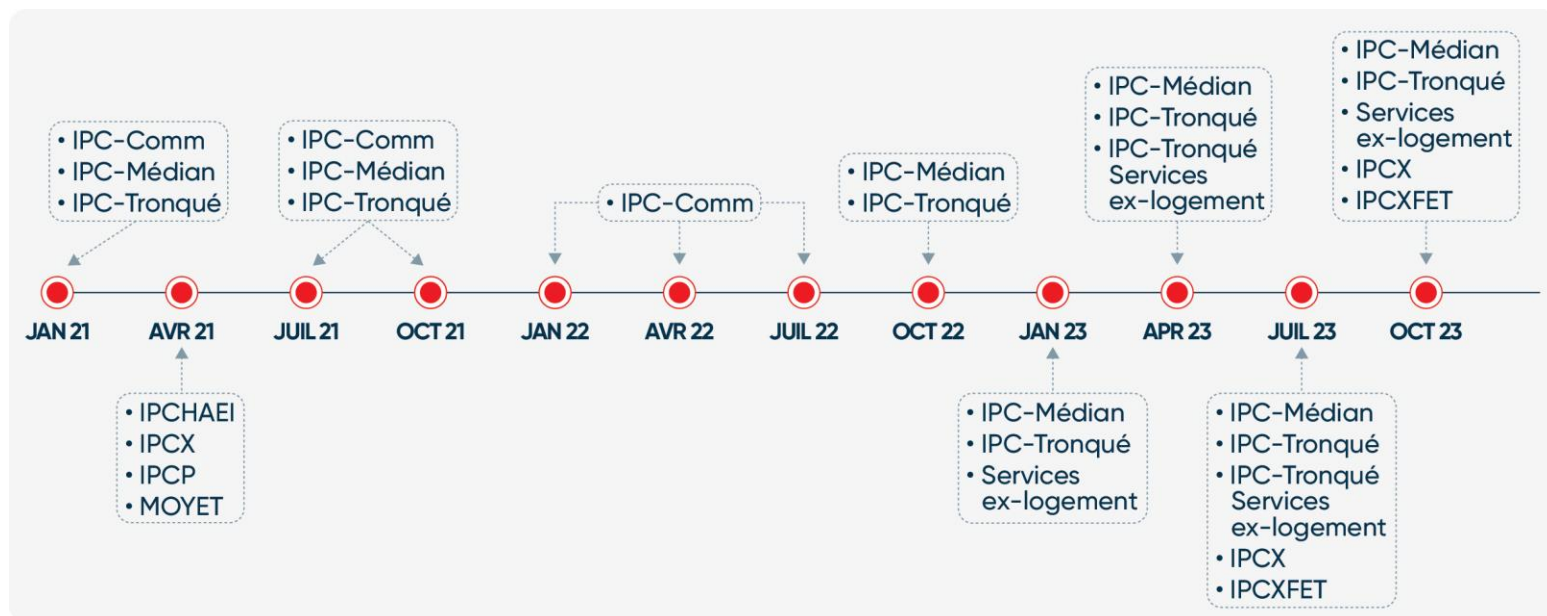 • IPC-Comm
• IPC-Médian
• IPC-Tronqué
• IPC-Comm
• IPC-Médian
• IPC-Tronqué
• IPC-Comm
• IPC-Médian
• IPC-Tronqué
• IPC-Médian
• IPC-Tronqué
• IPC-Tronqué
Services
ex-logement
• IPC-Médian
• IPC-Tronqué
• Services
ex-logement
• IPCX
• IPCXFET
JAN 21
AVR 21
JUIL 21
OCT 21
JAN 22
AVR 22
JUIL 22
OCT 22
JAN 23
APR 23
JUIL 23
OCT 23
• IPCHAEI
• IPCX
• IPCP
• MOYET
• IPC-Médian
• IPC-Tronqué
• Services
ex-logement
• IPC-Médian
• IPC-Tronqué
• IPC-Tronqué
Services
ex-logement
• IPCX
• IPCXFET